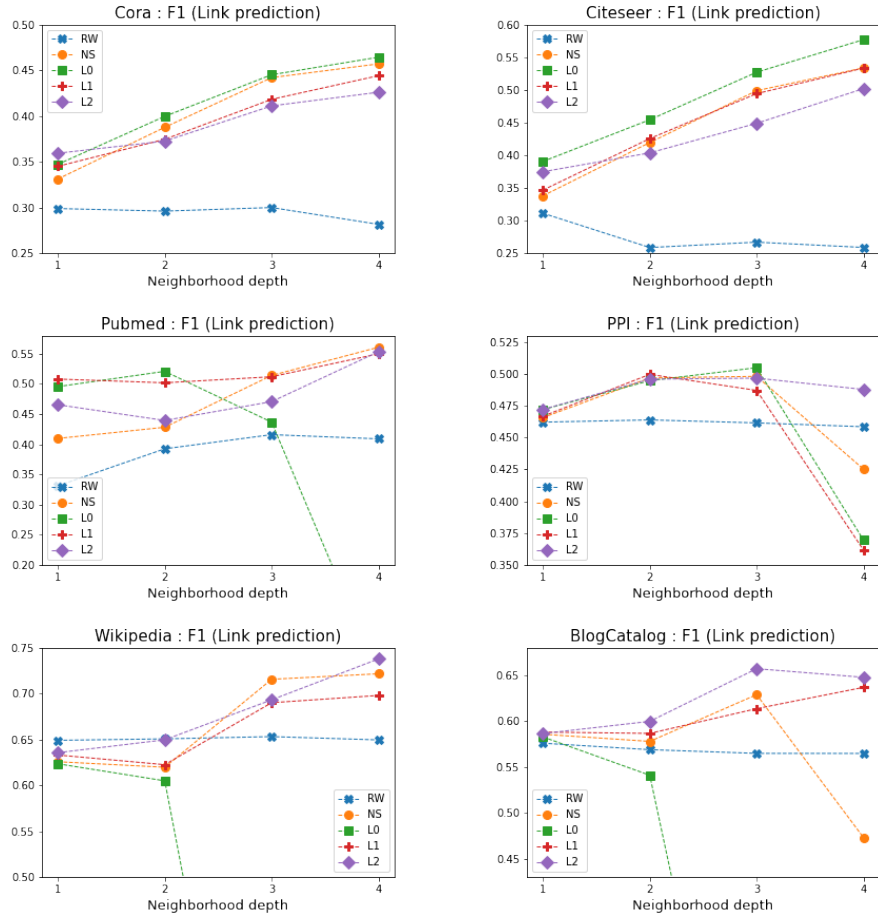 Cora : F1 (Link prediction)
0.50
0.45
0.40
0.35
0.30
0.25
RW
NS
L0
L1
L2
1 2 3 4
Neighborhood depth
Citeseer : F1 (Link prediction)
0.60
0.55
0.50
0.45
0.40
0.35
0.30
0.25
RW
NS
L0
L1
L2
1 2 3 4
Neighborhood depth
Pubmed : F1 (Link prediction)
0.55
0.50
0.45
0.40
0.35
0.30
0.25
0.20
RW
NS
L0
L1
L2
1 2 3 4
Neighborhood depth
PPI : F1 (Link prediction)
0.525
0.500
0.475
0.450
0.425
0.400
0.375
0.350
RW
NS
L0
L1
L2
1 2 3 4
Neighborhood depth
Wikipedia : F1 (Link prediction)
0.75
0.70
0.65
0.60
0.55
0.50
RW
NS
L0
L1
L2
1 2 3 4
Neighborhood depth
BlogCatalog : F1 (Link prediction)
0.65
0.60
0.55
0.50
0.45
RW
NS
L0
L1
L2
1 2 3 4
Neighborhood depth